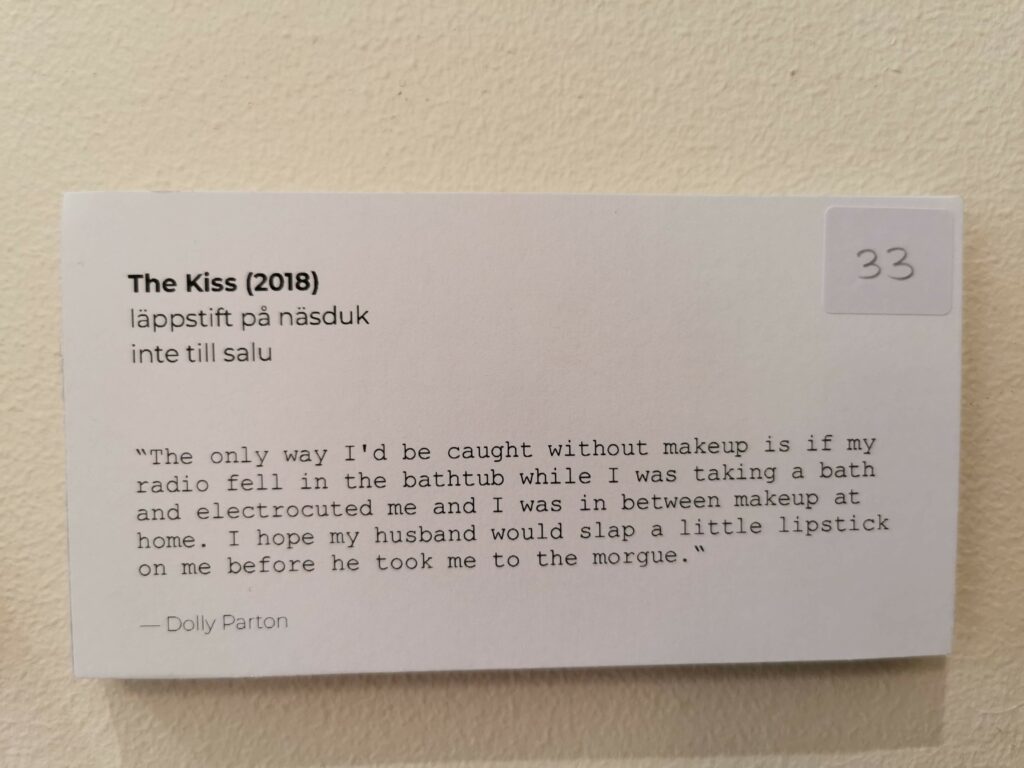 The Kiss (2018)
33
läppstift på näsduk
inte till salu
“The only way I'd be caught without makeup is if my
radio fell in the bathtub while I was taking a bath
and electrocuted me and I was in between makeup at
home. I hope my husband would slap a little lipstick
on me before he took me to the morgue.“
— Dolly Parton